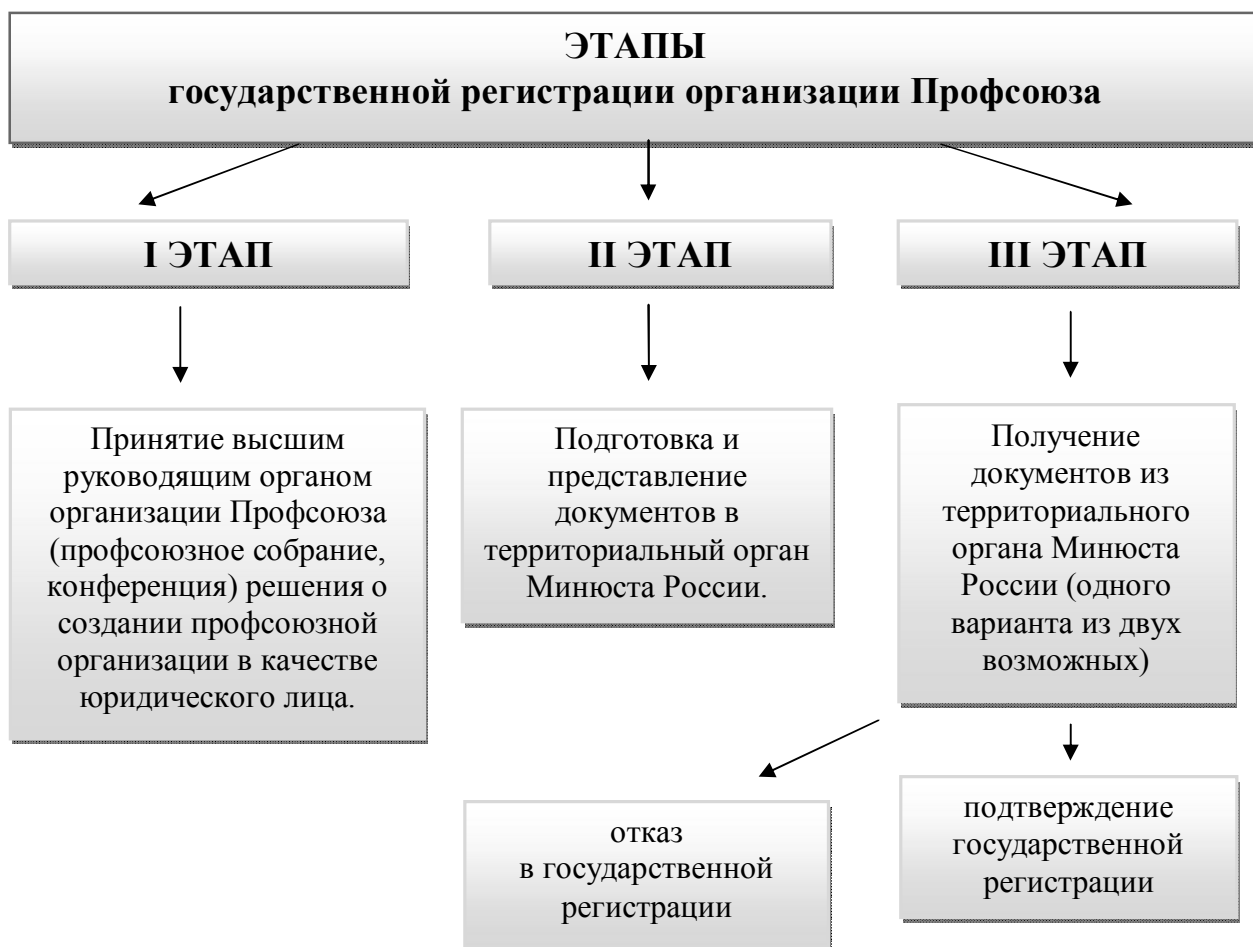 ЭТАПЫ
государственной регистрации организации Профсоюза
I ЭТАП
II ЭТАП
III ЭТАП
Принятие высшим
руководящим органом
организации Профсоюза
(профсоюзное собрание,
конференция) решения о
создании профсоюзной
организации в качестве
юридического лица.
Подготовка и
представление
документов в
территориальный орган
Минюста России.
Получение
документов из
территориального
органа Минюста
России (одного
варианта из двух
возможных)
отказ
в государственной
регистрации
подтверждение
государственной
регистрации